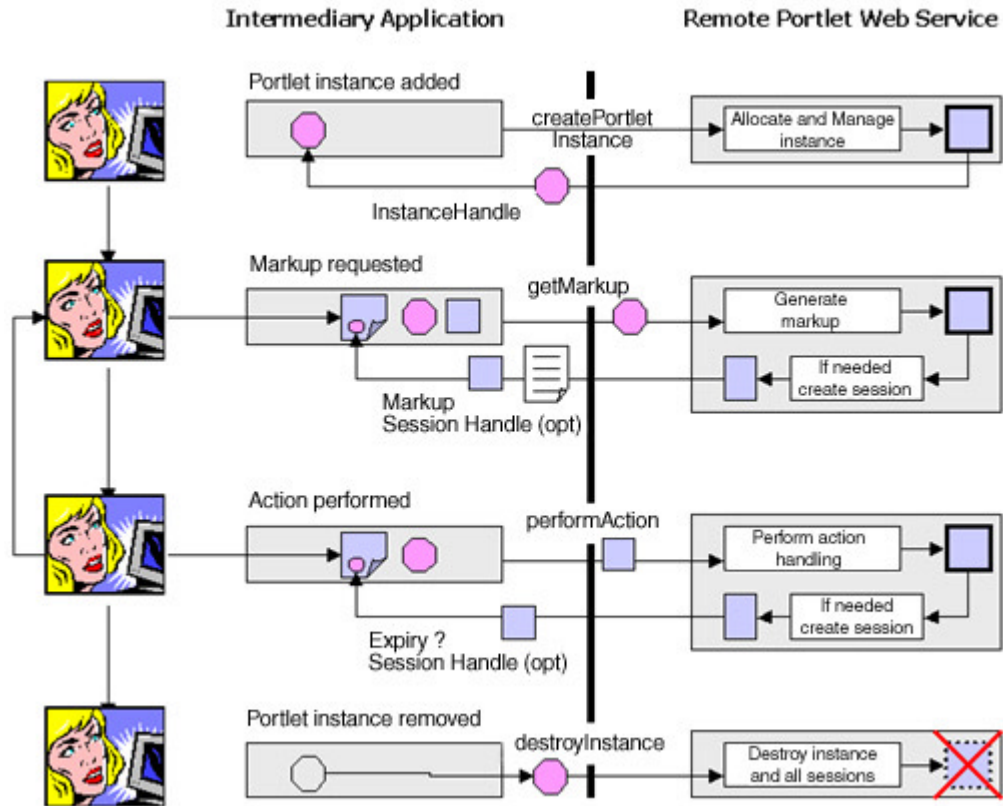 Intermediary Application
Remote Portlet Web Service
Portlet instance added
createPortlet
Instance
Allocate and Manage
instance
InstanceHandle
Markup requested
getMarkup
Generate
markup
If needed
create session
Markup
Session Handle (opt)
Action performed
performAction
Perform action
handling
If needed
create session
Expiry ?
Session Handle (opt)
Portlet instance removed
destroyInstance
Destroy instance
and all sessions